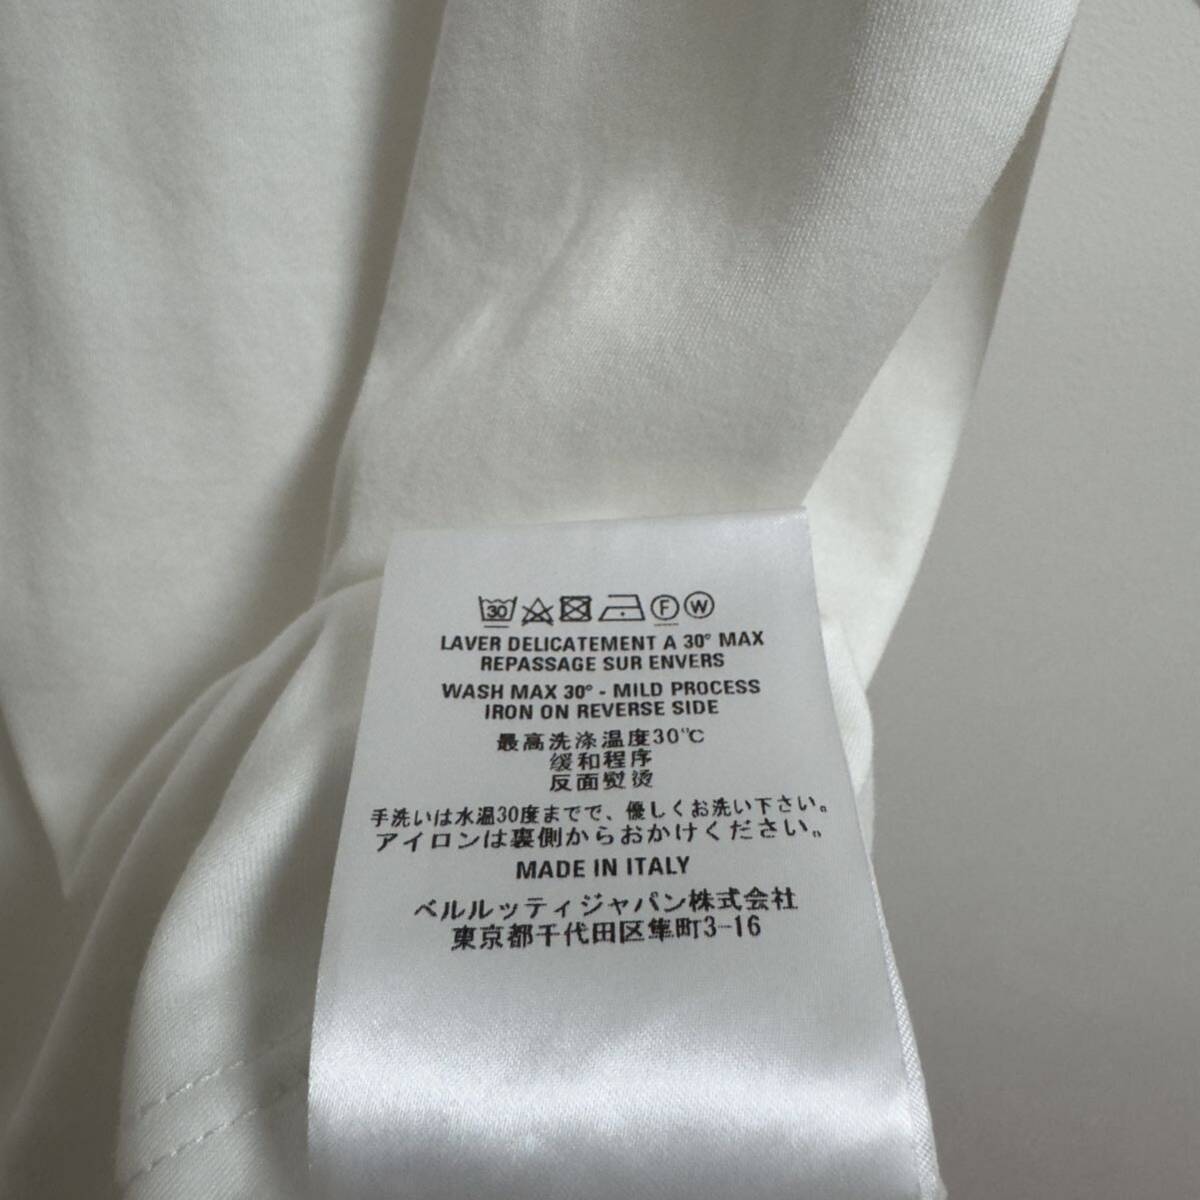 30 F W
LAVER DELICATEMENT A 30° MAX
REPASSAGE SUR ENVERS
WASH MAX 30° - MILD PROCESS
IRON ON REVERSE SIDE
最高洗涤温度30℃
缓和程序
反面熨烫
手洗いは水温30度までで、優しくお洗い下さい。
アイロンは裏側からおかけください。
MADE IN ITALY
ベルルッティジャパン株式会社
東京都千代田区隼町3-16